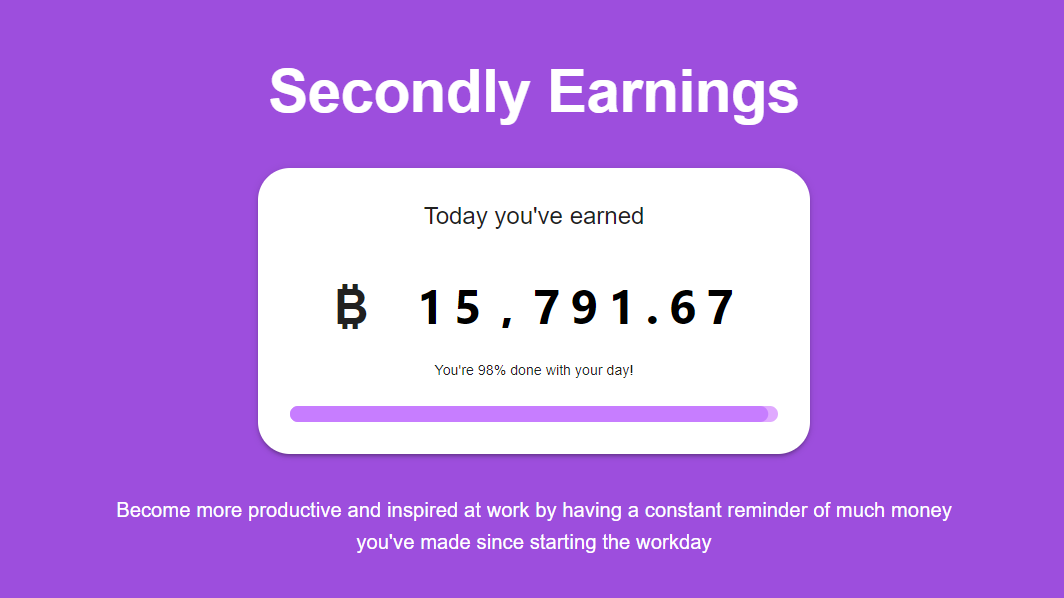 Secondly Earnings
Today you've earned
₿ 15,791.67
You're 98% done with your day!
Become more productive and inspired at work by having a constant reminder of much money
you've made since starting the workday